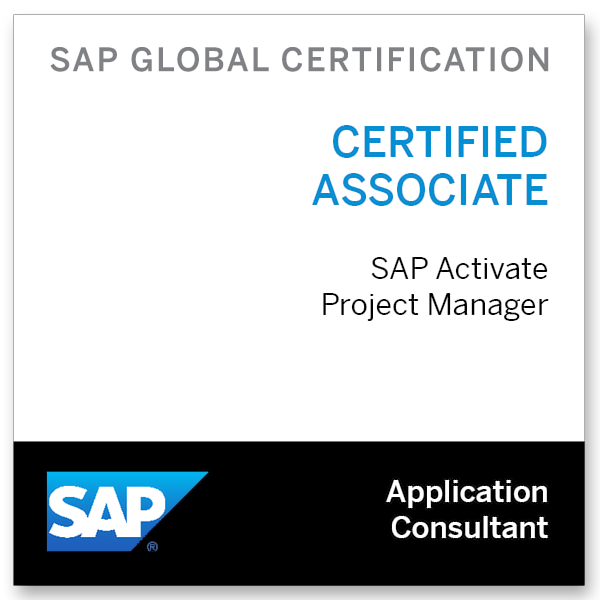 SAP GLOBAL CERTIFICATION
CERTIFIED
ASSOCIATE
SAP Activate
Project Manager
SAP®
Application
Consultant